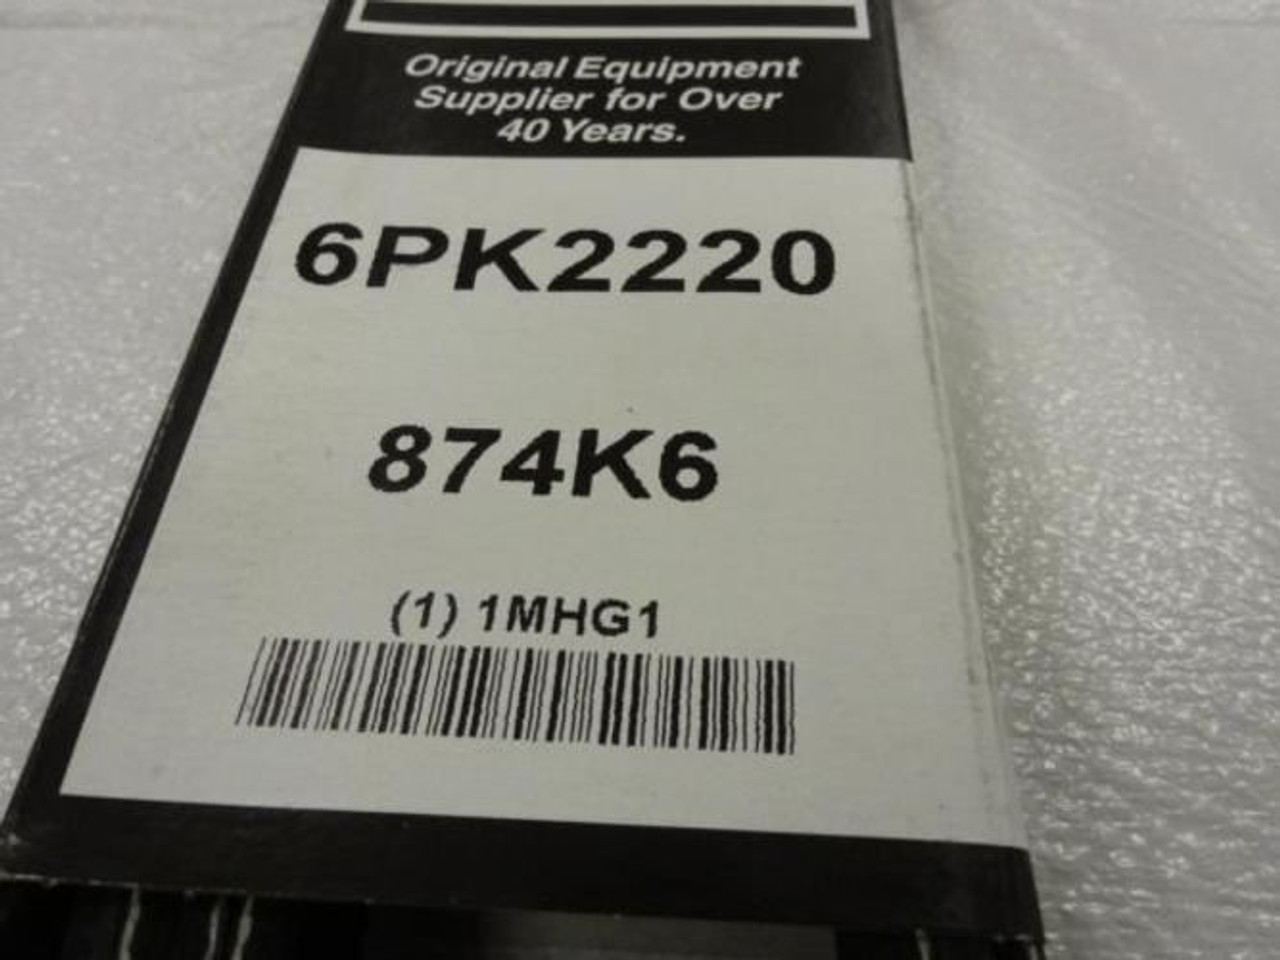 Original Equipment
Supplier for Over
40 Years.
6PK2220
874K6
(1) 1MHG1